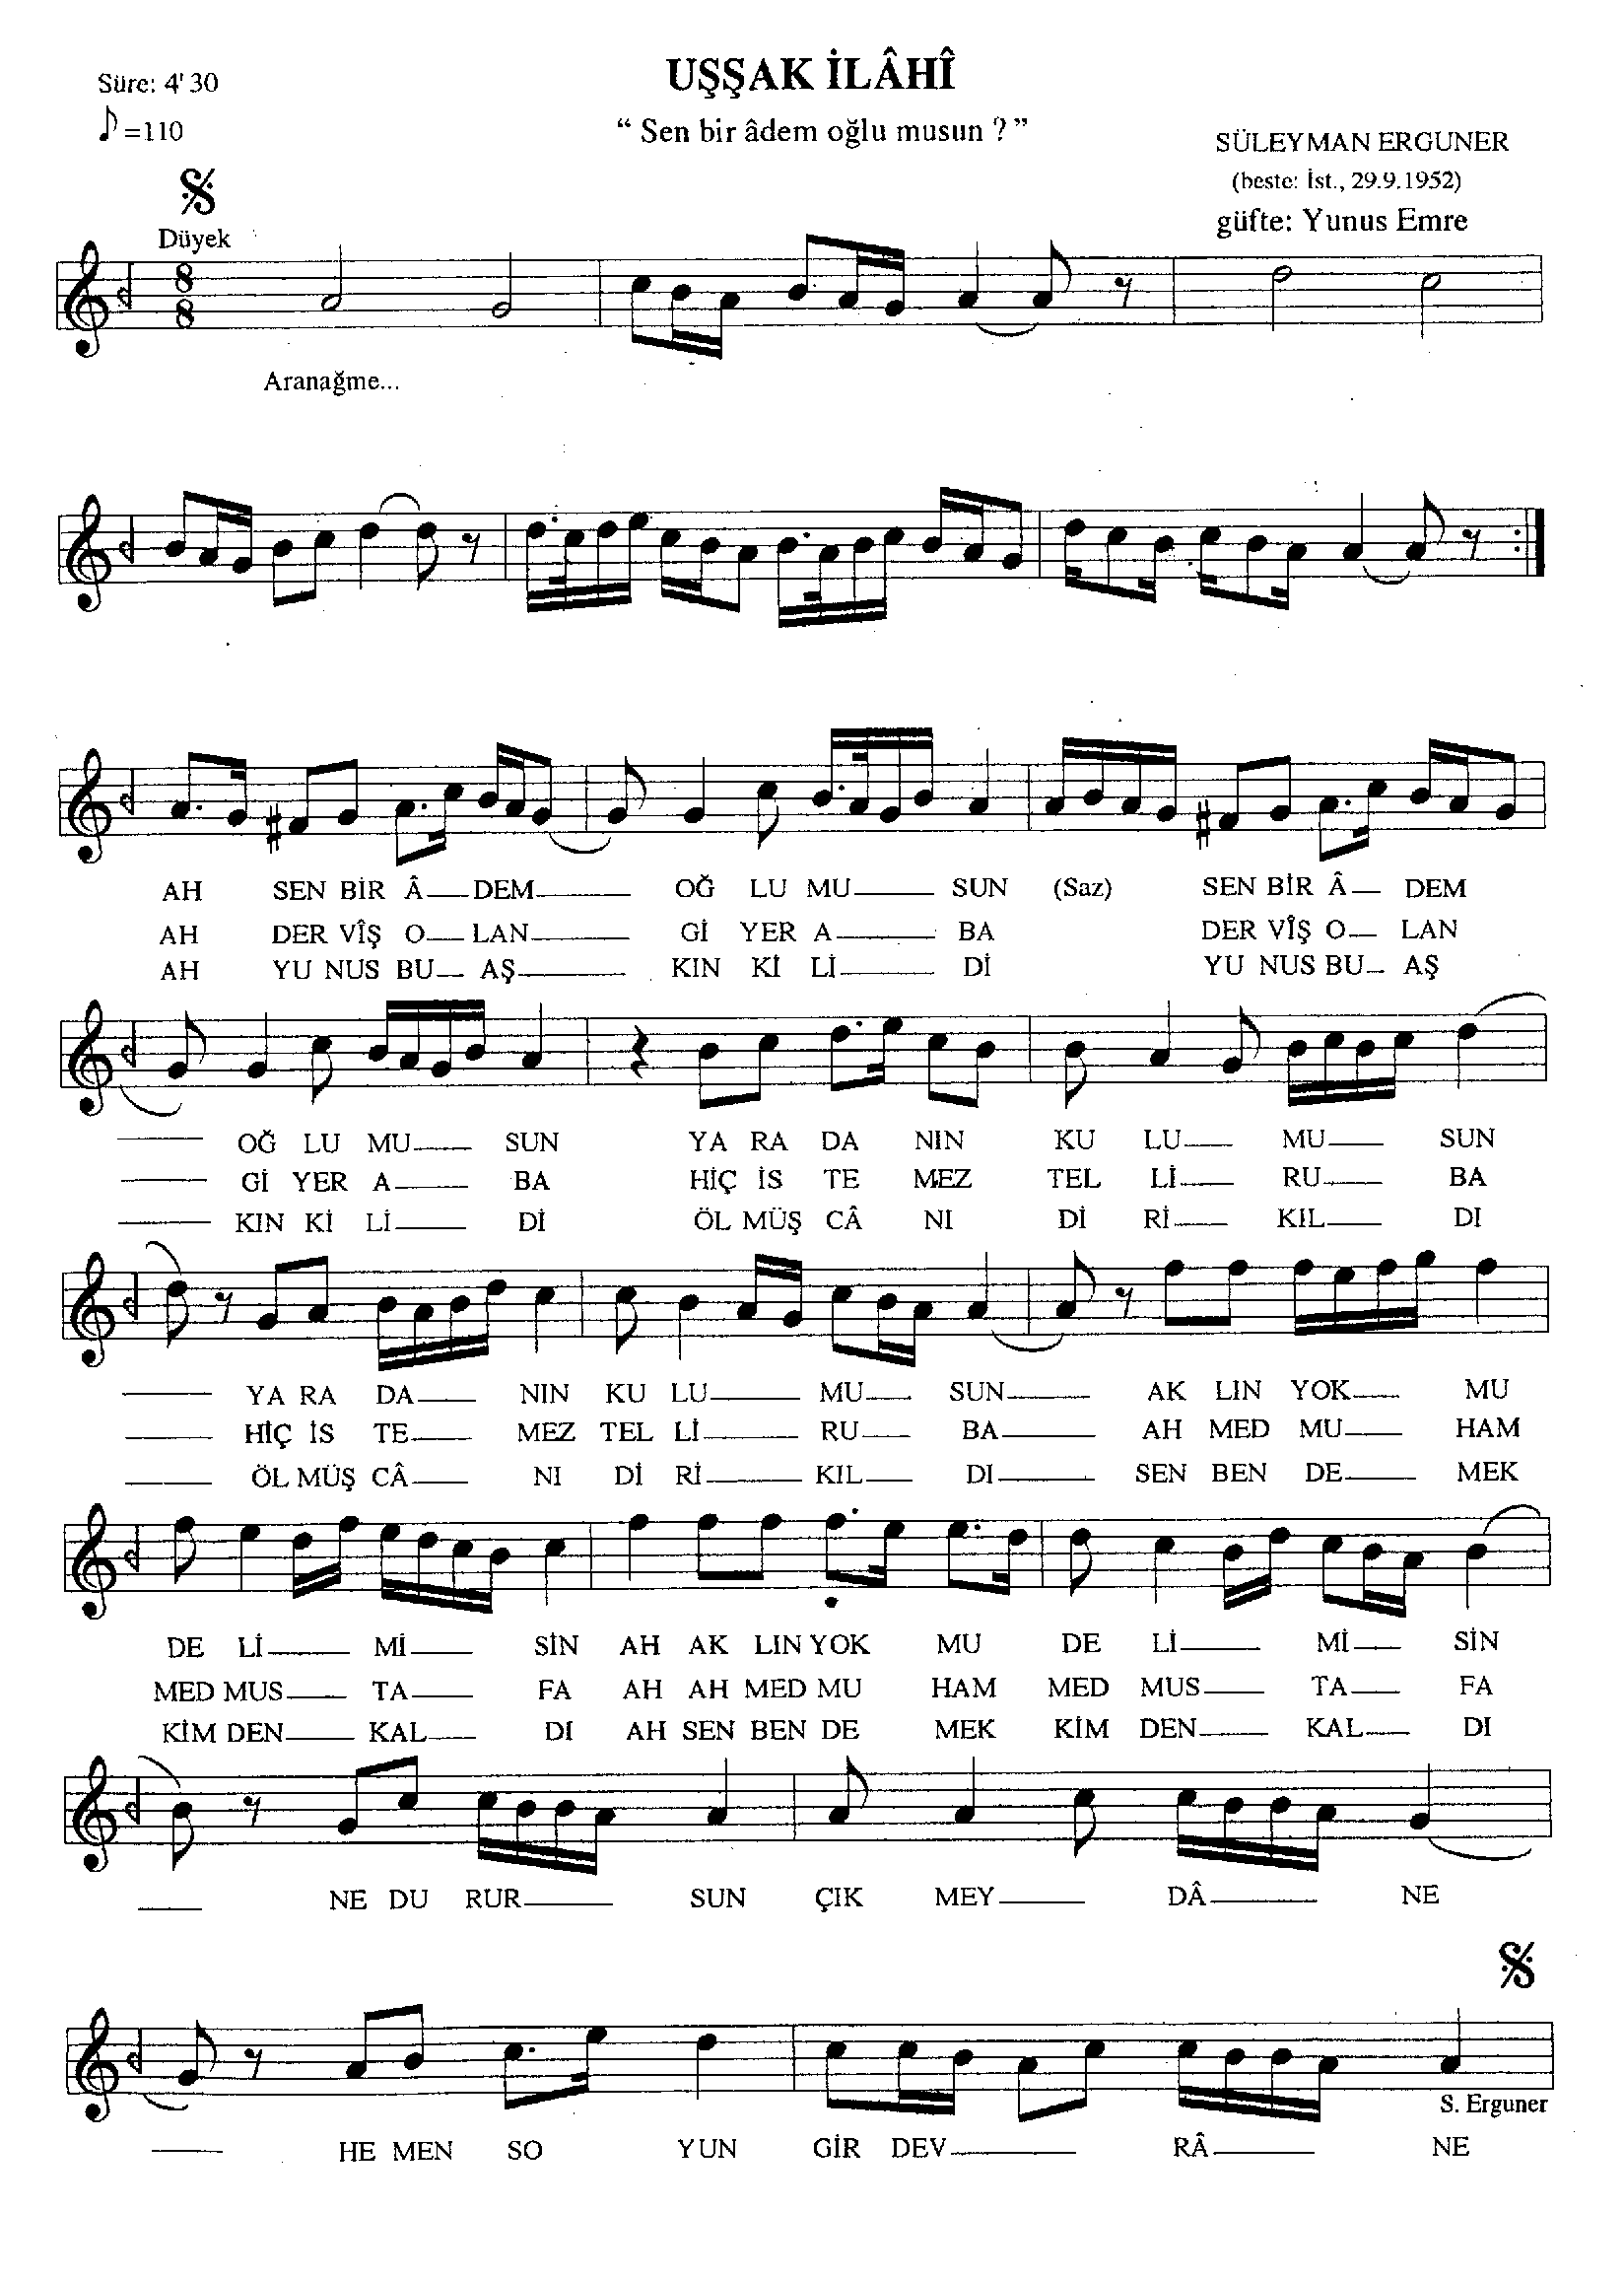 UŞŞAK İLÂHÎ
Süre: 4' 30
♪=110
“ Sen bir âdem oğlu musun ? ”
SÜLEYMAN ERGUNER
(beste: İst., 29.9.1952)
güfte: Yunus Emre
Düyek
8
8
Aranağme...
AH SEN BİR Â DEM OĞ LU MU SUN (Saz) SEN BİR Â DEM
AH DER VÎŞ O LAN Gİ YER A BA DER VÎŞ O LAN
AH YU NUS BU AŞ KIN Kİ Lİ Dİ YU NUS BU AŞ
OĞ LU MU SUN YA RA DA NIN KU LU MU SUN
Gİ YER A BA HİÇ İS TE MEZ TEL Lİ RU BA
KIN Kİ Lİ Dİ ÖL MÜŞ CÂ NI Dİ Rİ KIL DI
YA RA DA NIN KU LU MU SUN AK LIN YOK MU
HİÇ İS TE MEZ TEL Lİ RU BA AH MED MU HAM
ÖL MÜŞ CÂ NI Dİ Rİ KIL DI SEN BEN DE MEK
DE Lİ Mİ SİN AH AK LIN YOK MU DE Lİ Mİ SİN
MED MUS TA FA AH AH MED MU HAM MED MUS TA FA
KİM DEN KAL DI AH SEN BEN DE MEK KİM DEN KAL DI
NE DU RUR SUN ÇIK MEY DÂ NE
S. Erguner
HE MEN SO YUN GİR DEV RÂ NE